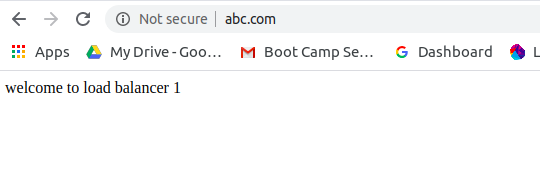 Not secure | abc.com
Apps My Drive - Goo… Boot Camp Se… Dashboard L
welcome to load balancer 1